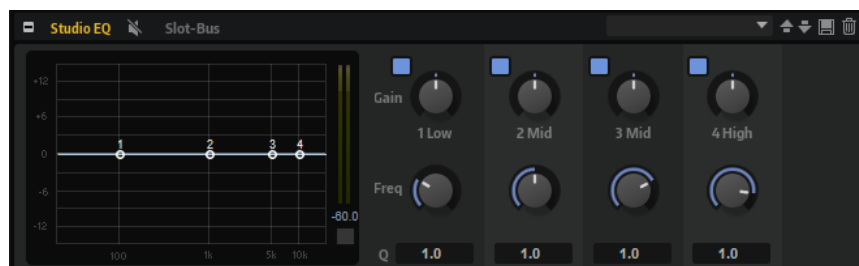 Studio EQ Slot-Bus
+12
+6
0
-6
-12
1 2 3 4
-60.0
100 1k 5k 10k
Gain
1 Low 2 Mid 3 Mid 4 High
Freq
Q 1.0 1.0 1.0 1.0